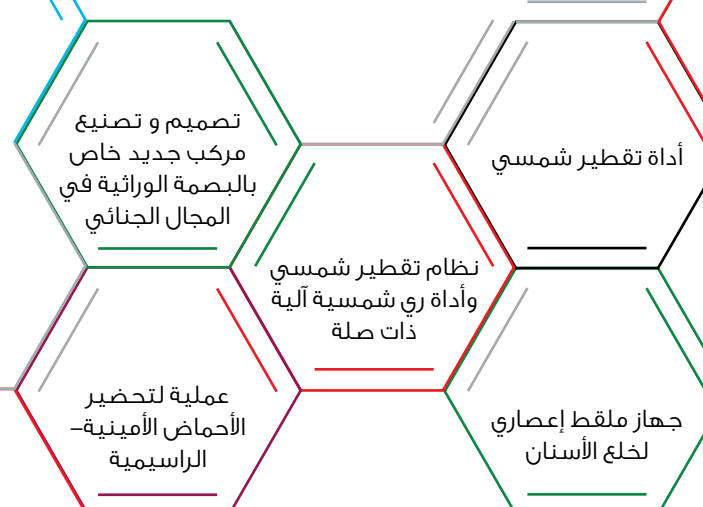 أداة تقطير شمسي
تصميم و تصنيع
مركب جديد خاص
بالبصمة الوراثية في
المجال الجنائي
نظام تقطير شمسي
وأداة ري شمسية آلية
ذات صلة
جهاز ملقط إعصاري
لخلع الأسنان
عملية لتحضير
الأحماض الأمينية–
الراسيمية